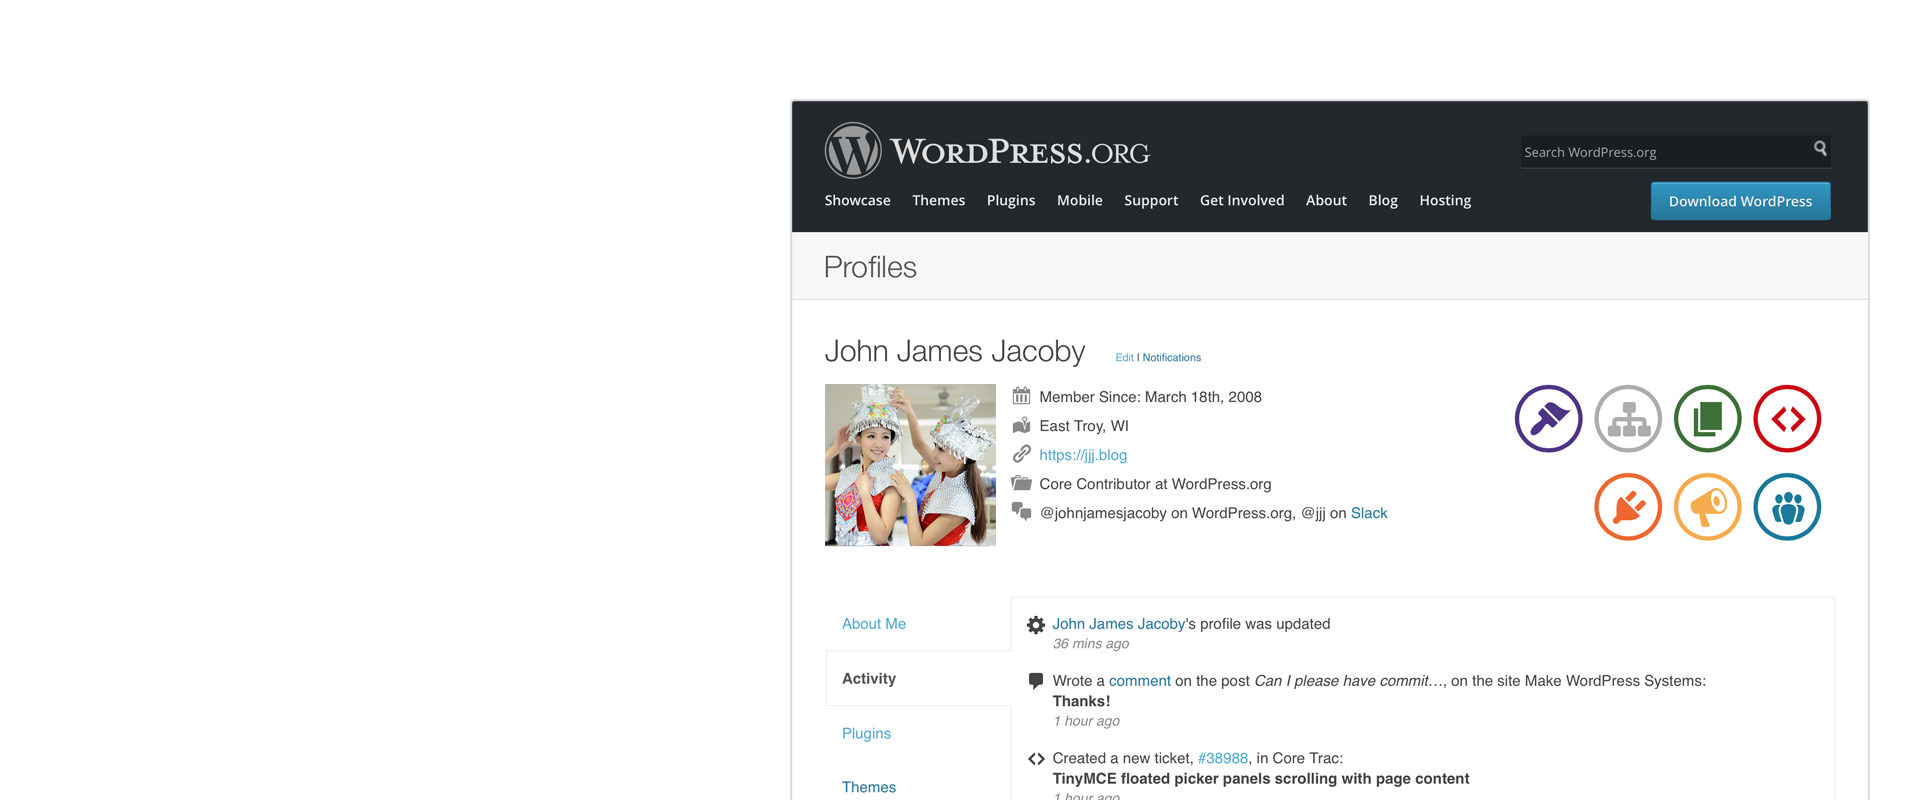 WORDPRESS.ORG
Search WordPress.org
Showcase Themes Plugins Mobile Support Get Involved About Blog Hosting
Download WordPress
Profiles
John James Jacoby
Edit | Notifications
Member Since: March 18th, 2008
East Troy, WI
https://jjj.blog
Core Contributor at WordPress.org
@johnjamesjacoby on WordPress.org, @jjj on Slack
About Me
Activity
Plugins
Themes
John James Jacoby's profile was updated
36 mins ago
Wrote a comment on the post Can I please have commit…, on the site Make WordPress Systems:
Thanks!
1 hour ago
Created a new ticket, #38988, in Core Trac:
TinyMCE floated picker panels scrolling with page content
1 hour ago